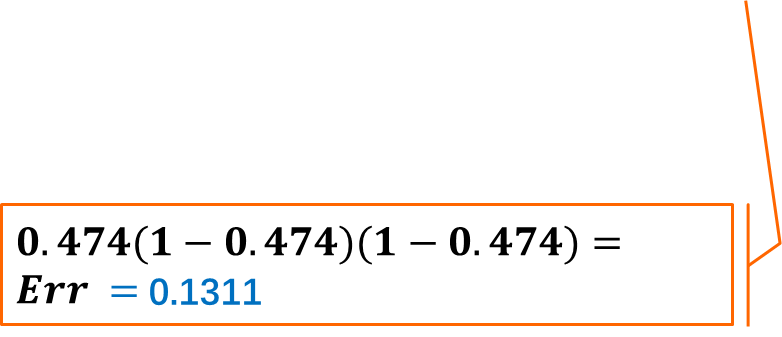 0.474(1 − 0.474)(1 − 0.474) =
Err = 0.1311